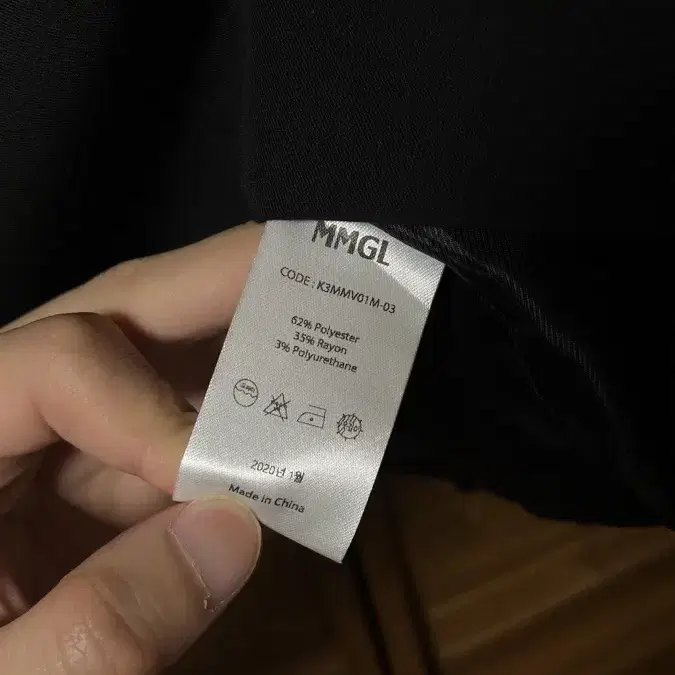 MMGL
CODE : K3MMV01M-03
62% Polyester
35% Rayon
3% Polyurethane
2020년 1월
Made in China